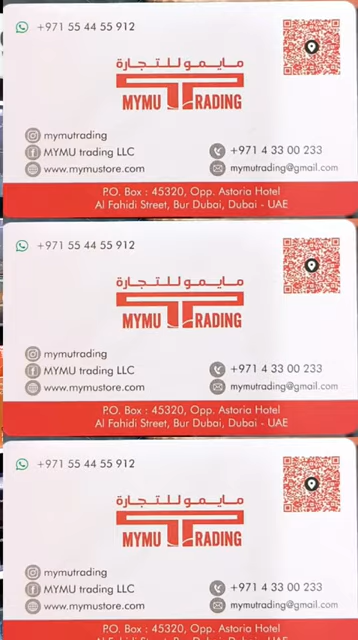 +971 55 44 55 912
مايمو للتجارة
MYMU TRADING
mymutrading
MYMU trading LLC
+971 4 33 00 233
www.mymustore.com
mymutrading@gmail.com
P.O. Box : 45320, Opp. Astoria Hotel
Al Fahidi Street, Bur Dubai, Dubai - UAE
+971 55 44 55 912
مايمو للتجارة
MYMU TRADING
mymutrading
MYMU trading LLC
+971 4 33 00 233
www.mymustore.com
mymutrading@gmail.com
P.O. Box : 45320, Opp. Astoria Hotel
Al Fahidi Street, Bur Dubai, Dubai - UAE
+971 55 44 55 912
مايمو للتجارة
MYMU TRADING
mymutrading
MYMU trading LLC
+971 4 33 00 233
www.mymustore.com
mymutrading@gmail.com
P.O. Box : 45320, Opp. Astoria Hotel